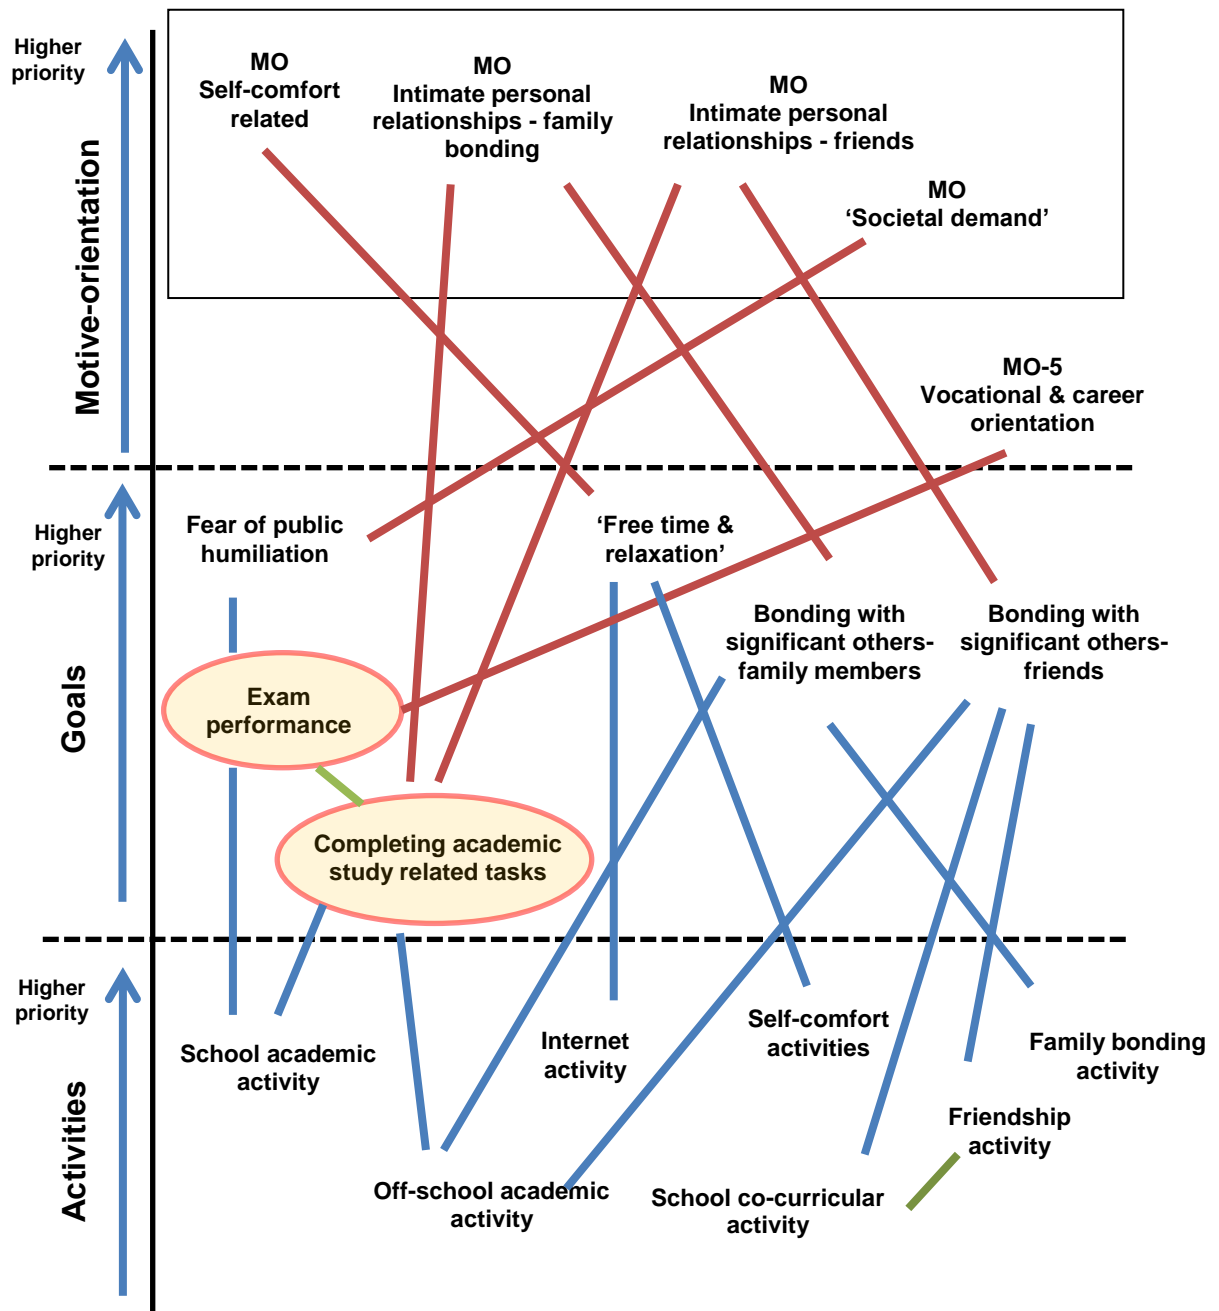 Higher
priority
MO
Self-comfort
related
MO
Intimate personal
relationships - family
bonding
MO
Intimate personal
relationships - friends
MO
‘Societal demand’
Motive-orientation
MO-5
Vocational & career
orientation
Higher
priority
Fear of public
humiliation
‘Free time &
relaxation’
Bonding with
significant others-
family members
Bonding with
significant others-
friends
Goals
Exam
performance
Completing academic
study related tasks
Higher
priority
School academic
activity
Internet
activity
Self-comfort
activities
Family bonding
activity
Activities
Friendship
activity
Off-school academic
activity
School co-curricular
activity